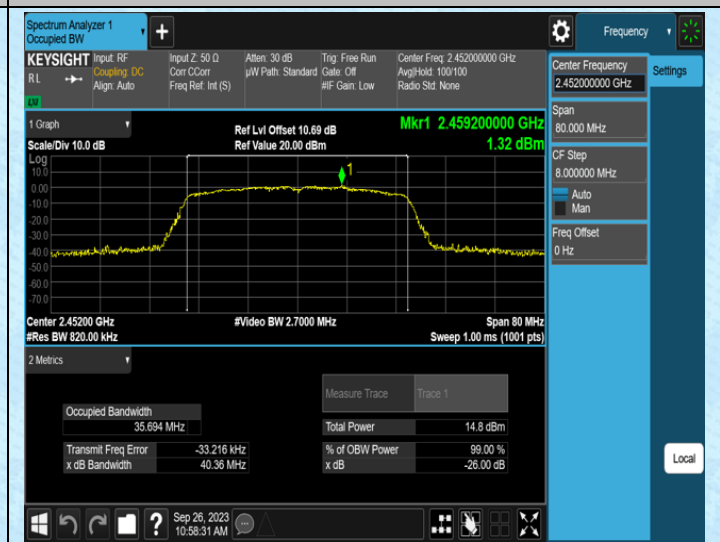 Spectrum Analyzer 1
Occupied BW
Frequency
KEYSIGHT
RL
Input: RF
Coupling: DC
Align: Auto
Input Z: 50 Ω
Corr CCorr
Freq Ref: Int (S)
Atten: 30 dB
µW Path: Standard
Trig: Free Run
Gate: Off
#IF Gain: Low
Center Freq: 2.452000000 GHz
Avg|Hold: 100/100
Radio Std: None
LXI
Center Frequency
2.452000000 GHz
Settings
Span
80.000 MHz
CF Step
8.000000 MHz
Auto
Man
Freq Offset
0 Hz
1 Graph
Scale/Div 10.0 dB
Ref Lvl Offset 10.69 dB
Ref Value 20.00 dBm
Mkr1 2.459200000 GHz
1.32 dBm
Log
10.0
0.00
-10.0
-20.0
-30.0
-40.0
-50.0
-60.0
-70.0
1
Center 2.45200 GHz
#Res BW 820.00 kHz
#Video BW 2.7000 MHz
Span 80 MHz
Sweep 1.00 ms (1001 pts)
2 Metrics
Measure Trace Trace 1
Occupied Bandwidth
35.694 MHz
Total Power 14.8 dBm
Transmit Freq Error -33.216 kHz
% of OBW Power 99.00 %
x dB Bandwidth 40.36 MHz
x dB -26.00 dB
Local
?
Sep 26, 2023
10:58:31 AM